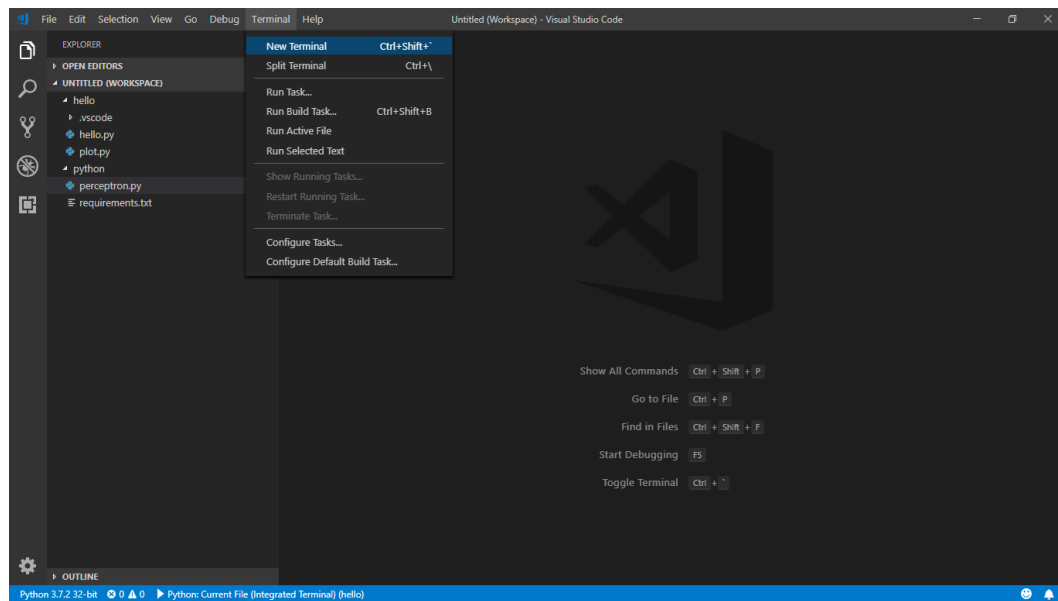 File Edit Selection View Go Debug Terminal Help Untitled (Workspace) - Visual Studio Code
EXPLORER
OPEN EDITORS
UNTITLED (WORKSPACE)
hello
.vscode
hello.py
plot.py
python
perceptron.py
requirements.txt
OUTLINE
New Terminal Ctrl+Shift+`
Split Terminal Ctrl+\
Run Task...
Run Build Task... Ctrl+Shift+B
Run Active File
Run Selected Text
Show Running Tasks...
Restart Running Task...
Terminate Task...
Configure Tasks...
Configure Default Build Task...
Show All Commands Ctrl + Shift + P
Go to File Ctrl + P
Find in Files Ctrl + Shift + F
Start Debugging F5
Toggle Terminal Ctrl + `
Python 3.7.2 32-bit 0 0 Python: Current File (Integrated Terminal) (hello)